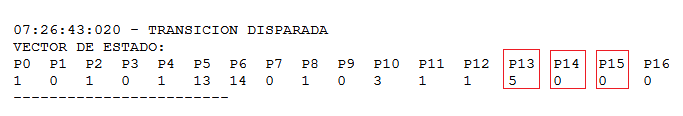 07:26:43:020 - TRANSICION DISPARADA
VECTOR DE ESTADO:
P0 P1 P2 P3 P4 P5 P6 P7 P8 P9 P10 P11 P12 P13 P14 P15 P16
1 0 1 0 1 13 14 0 1 0 3 1 1 5 0 0 0
-------------------------